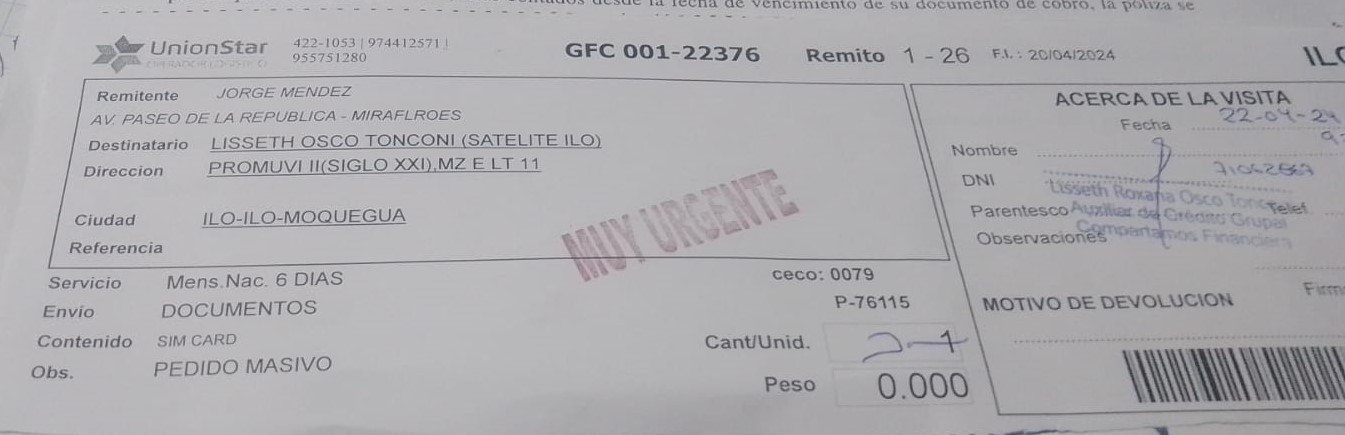 desde la fecha de vencimiento de su documento de cobro, la póliza se
UnionStar 422-1053 | 974412571 |
OPERADOR LOGISTICO 955751280
GFC 001-22376 Remito 1 - 26 F.I. : 20/04/2024
Remitente JORGE MENDEZ
AV. PASEO DE LA REPUBLICA - MIRAFLROES
Destinatario LISSETH OSCO TONCONI (SATELITE ILO)
Direccion PROMUVI II(SIGLO XXI),MZ E LT 11
Ciudad ILO-ILO-MOQUEGUA
Referencia
MUY URGENTE
Servicio Mens.Nac. 6 DIAS
Envío DOCUMENTOS
Contenido SIM CARD
Obs. PEDIDO MASIVO
ceco: 0079
P-76115
Cant/Unid.
Peso 0.000
ACERCA DE LA VISITA
Fecha 22-04-24
Nombre
DNI
Lisseth Roxana Osco
Parentesco Auxiliar de Crédito Grupal Telef
Observaciones Compartamos Financiera
Firm
MOTIVO DE DEVOLUCION